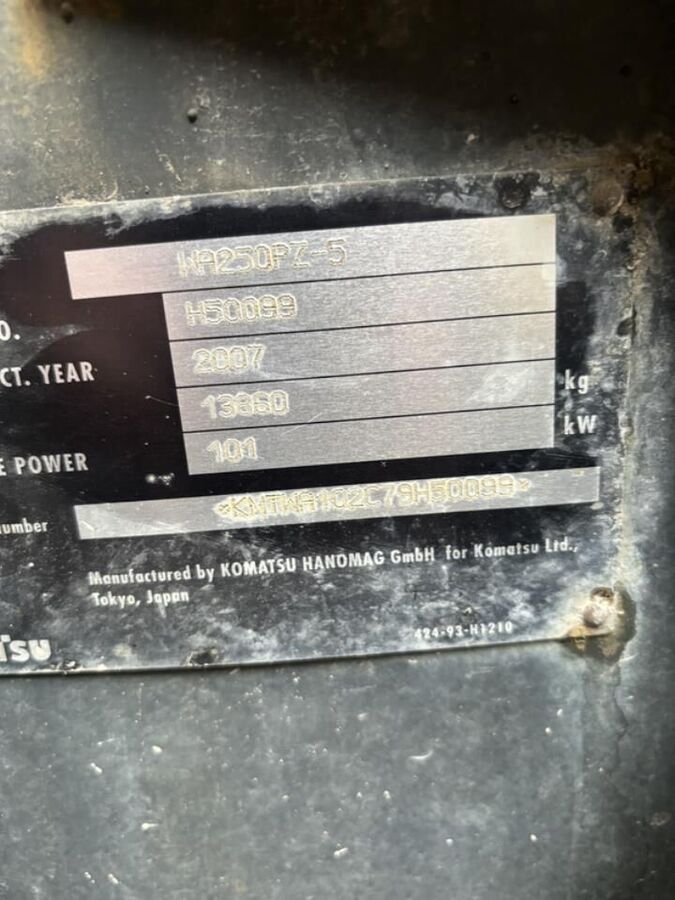 WA250PZ-5
O. H50099
CT. YEAR 2007
13860 kg
E POWER 101 kW
umber *KMTWA102C79H50099*
Manufactured by KOMATSU HANOMAG GmbH for Komatsu Ltd.,
Tokyo, Japan
tsu
424-93-H1210